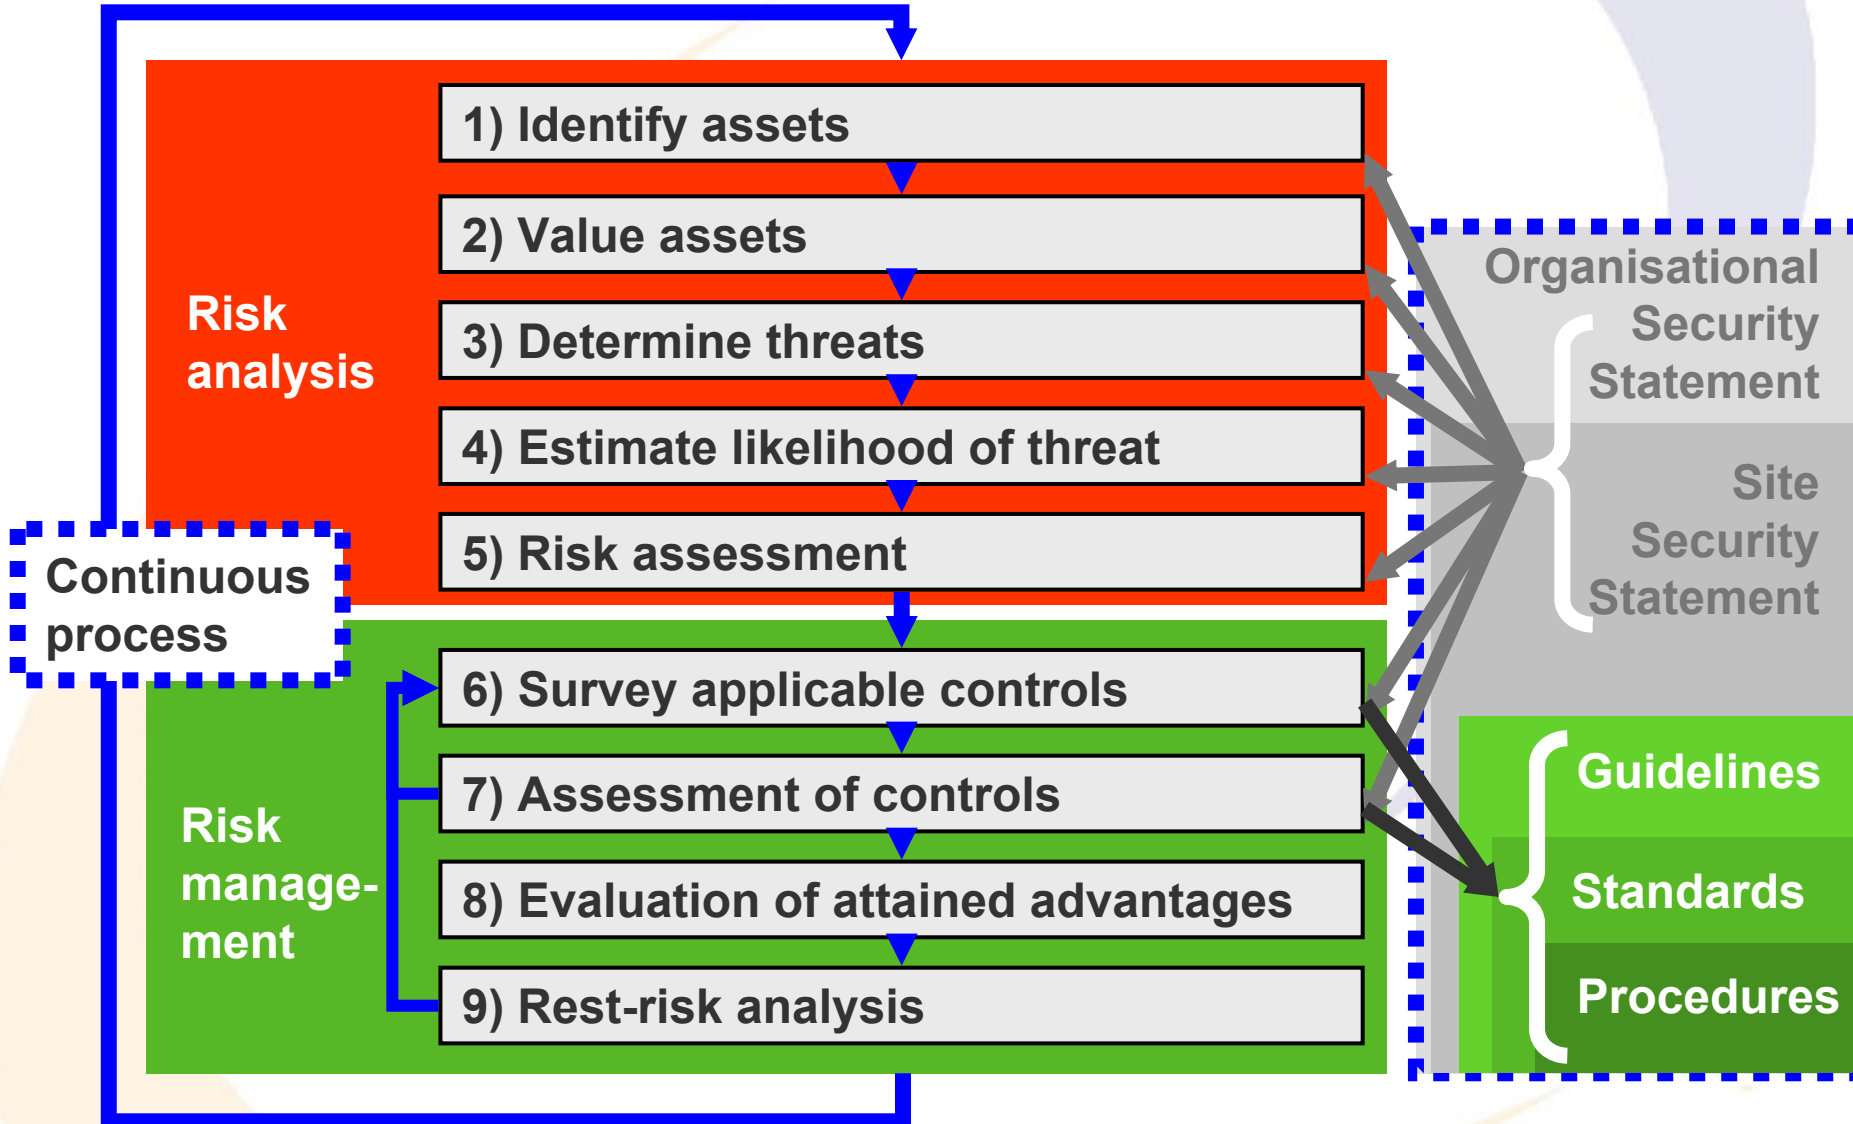 1) Identify assets
2) Value assets
3) Determine threats
4) Estimate likelihood of threat
5) Risk assessment
Risk
analysis
Continuous
process
6) Survey applicable controls
7) Assessment of controls
8) Evaluation of attained advantages
9) Rest-risk analysis
Risk
manage-
ment
Organisational
Security
Statement
Site
Security
Statement
Guidelines
Standards
Procedures